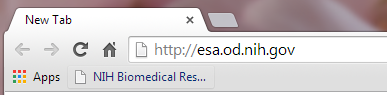 New Tab
http://esa.od.nih.gov
Apps NIH Biomedical Res...